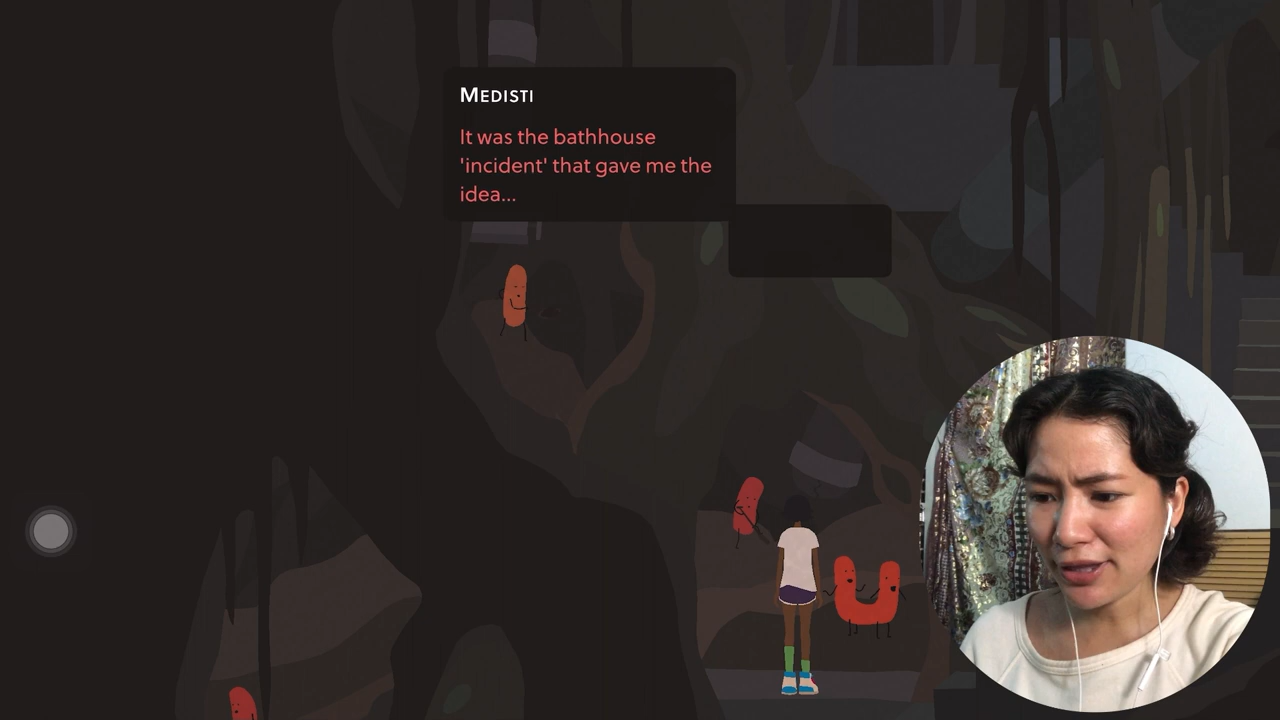 MEDISTI
It was the bathhouse
'incident' that gave me the
idea...